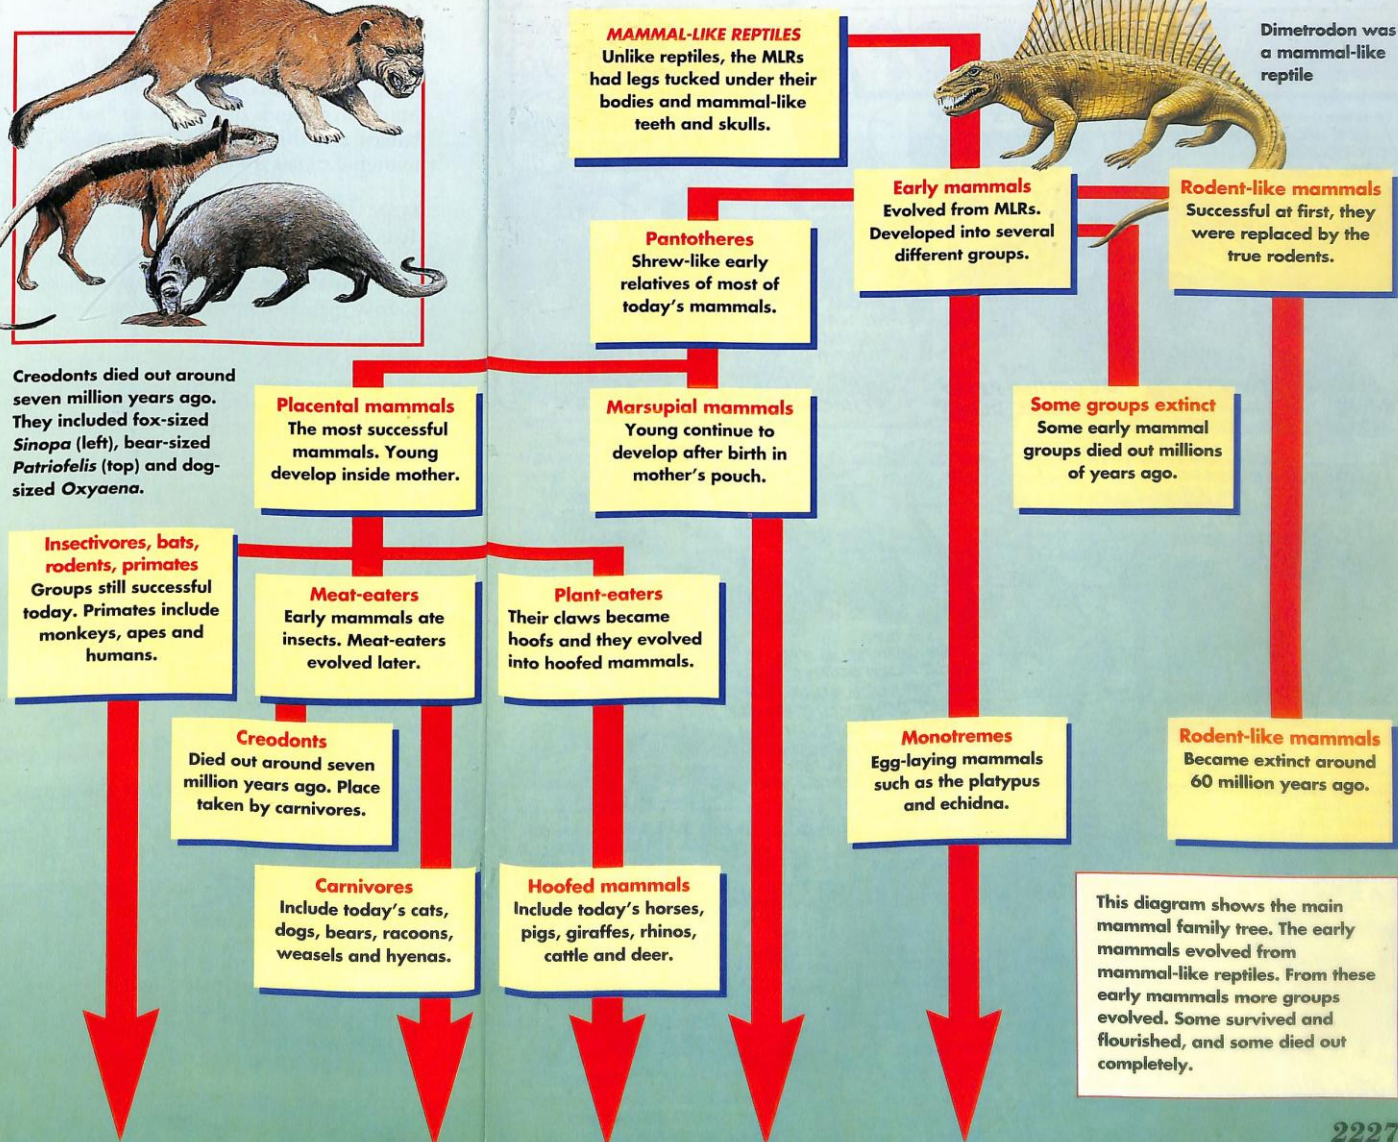 MAMMAL-LIKE REPTILES
Unlike reptiles, the MLRs
had legs tucked under their
bodies and mammal-like
teeth and skulls.
Dimetrodon was
a mammal-like
reptile
Early mammals
Evolved from MLRs.
Developed into several
different groups.
Rodent-like mammals
Successful at first, they
were replaced by the
true rodents.
Pantotheres
Shrew-like early
relatives of most of
today's mammals.
Creodonts died out around
seven million years ago.
They included fox-sized
Sinopa (left), bear-sized
Patriofelis (top) and dog-
sized Oxyaena.
Placental mammals
The most successful
mammals. Young
develop inside mother.
Marsupial mammals
Young continue to
develop after birth in
mother's pouch.
Some groups extinct
Some early mammal
groups died out millions
of years ago.
Insectivores, bats,
rodents, primates
Groups still successful
today. Primates include
monkeys, apes and
humans.
Meat-eaters
Early mammals ate
insects. Meat-eaters
evolved later.
Plant-eaters
Their claws became
hoofs and they evolved
into hoofed mammals.
Creodonts
Died out around seven
million years ago. Place
taken by carnivores.
Monotremes
Egg-laying mammals
such as the platypus
and echidna.
Rodent-like mammals
Became extinct around
60 million years ago.
Carnivores
Include today's cats,
dogs, bears, racoons,
weasels and hyenas.
Hoofed mammals
Include today's horses,
pigs, giraffes, rhinos,
cattle and deer.
This diagram shows the main
mammal family tree. The early
mammals evolved from
mammal-like reptiles. From these
early mammals more groups
evolved. Some survived and
flourished, and some died out
completely.
2227